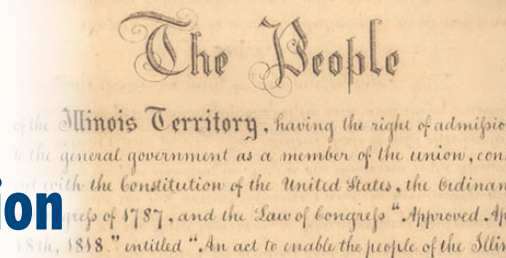 The People
of the Illinois Territory, having the right of admissio
to the general government as a member of the union, con
ent with the Constitution of the United States, the Ordinan
gress of 1787, and the Law of Congress "Approved Ap
18th, 1818." entitled "An act to enable the people of the Illin
ion